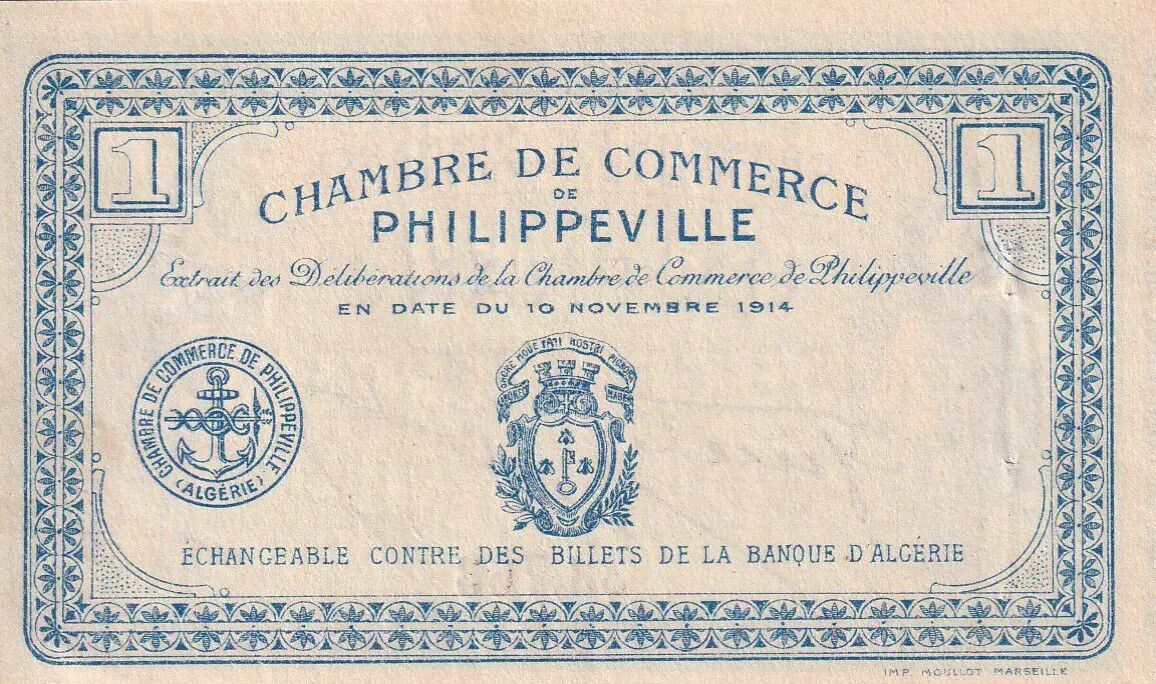 1
1
CHAMBRE DE COMMERCE
DE
PHILIPPEVILLE
Extrait des Délibérations de la Chambre de Commerce de Philippeville
EN DATE DU 10 NOVEMBRE 1914
CHAMBRE DE COMMERCE DE PHILIPPEVILLE
(ALGÉRIE)
NOSTRI
ÉCHANGEABLE CONTRE DES BILLETS DE LA BANQUE D'ALGÉRIE
IMP. MOULLOT MARSEILLE